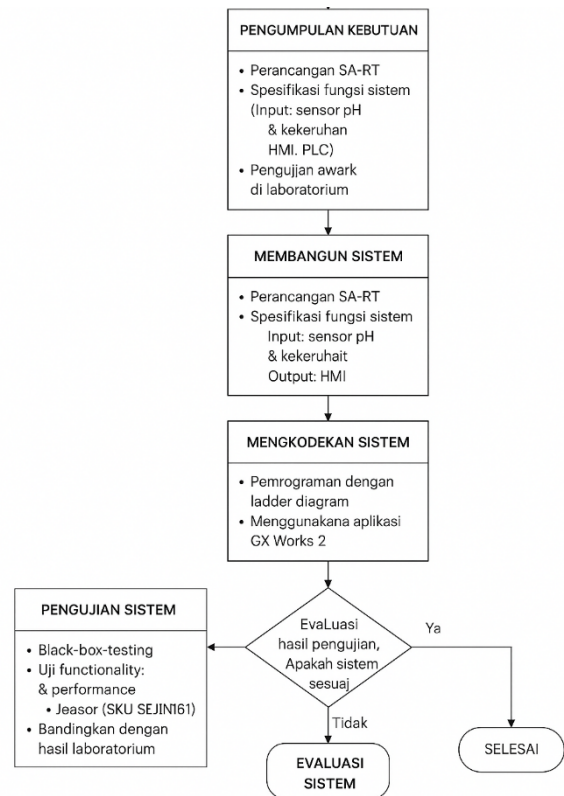 PENGUMPULAN KEBUTUAN
• Perancangan SA-RT
• Spesifikasi fungsi sistem
(Input: sensor pH
& kekeruhan
HMI. PLC)
• Pengujjan awark
di laboratorium
MEMBANGUN SISTEM
• Perancangan SA-RT
• Spesifikasi fungsi sistem
Input: sensor pH
& kekeruhait
Output: HMI
MENGKODEKAN SISTEM
• Pemrograman dengan
ladder diagram
• Menggunakana aplikasi
GX Works 2
EvaLuasi
hasil pengujian,
Apakah sistem
sesuaj
Ya
Tidak
PENGUJIAN SISTEM
• Black-box-testing
• Uji functionality:
& performance
• Jeasor (SKU SEJIN161)
• Bandingkan dengan
hasil laboratorium
EVALUASI
SISTEM
SELESAI